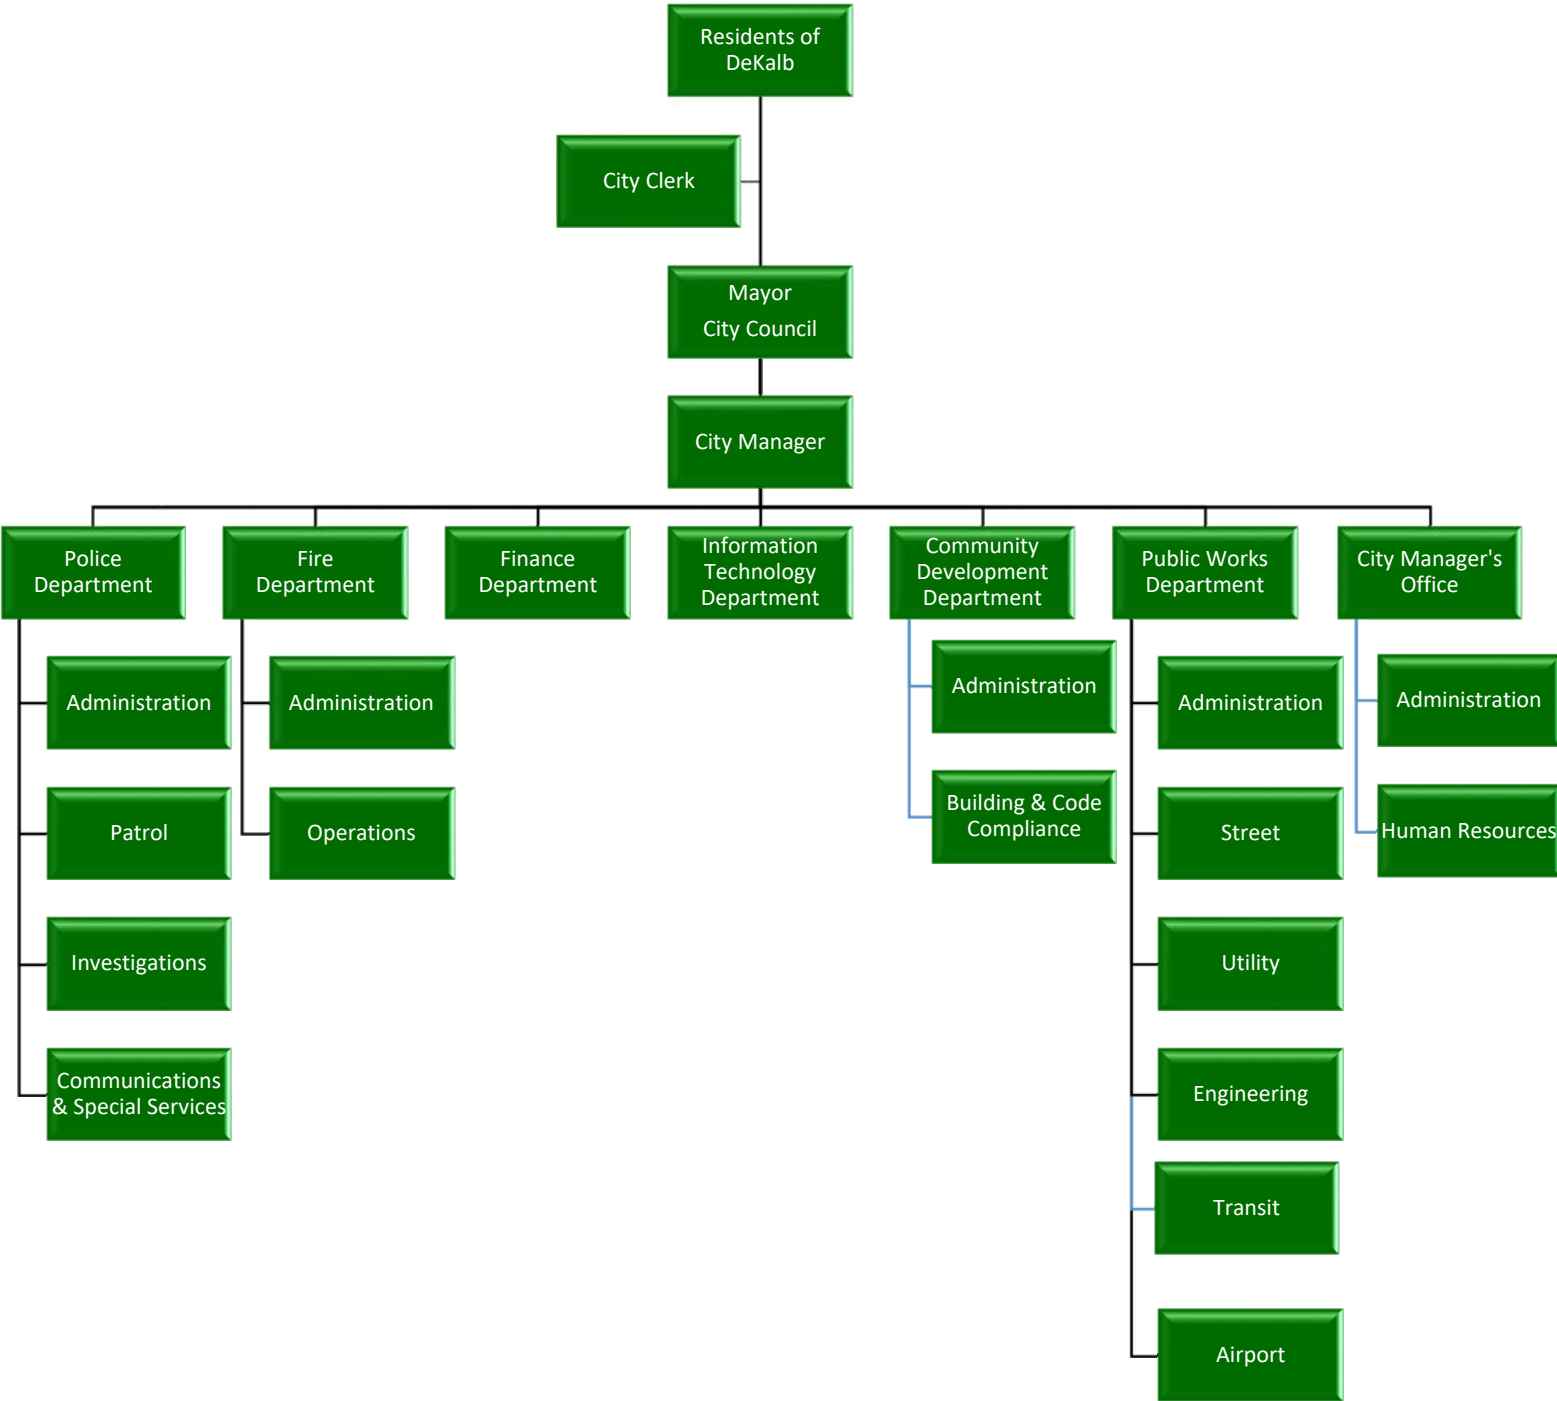 Residents of
DeKalb
City Clerk
Mayor
City Council
City Manager
Police
Department
Fire
Department
Finance
Department
Information
Technology
Department
Community
Development
Department
Public Works
Department
City Manager's
Office
Administration
Patrol
Investigations
Communications
& Special Services
Administration
Operations
Administration
Building & Code
Compliance
Administration
Street
Utility
Engineering
Transit
Airport
Administration
Human Resources